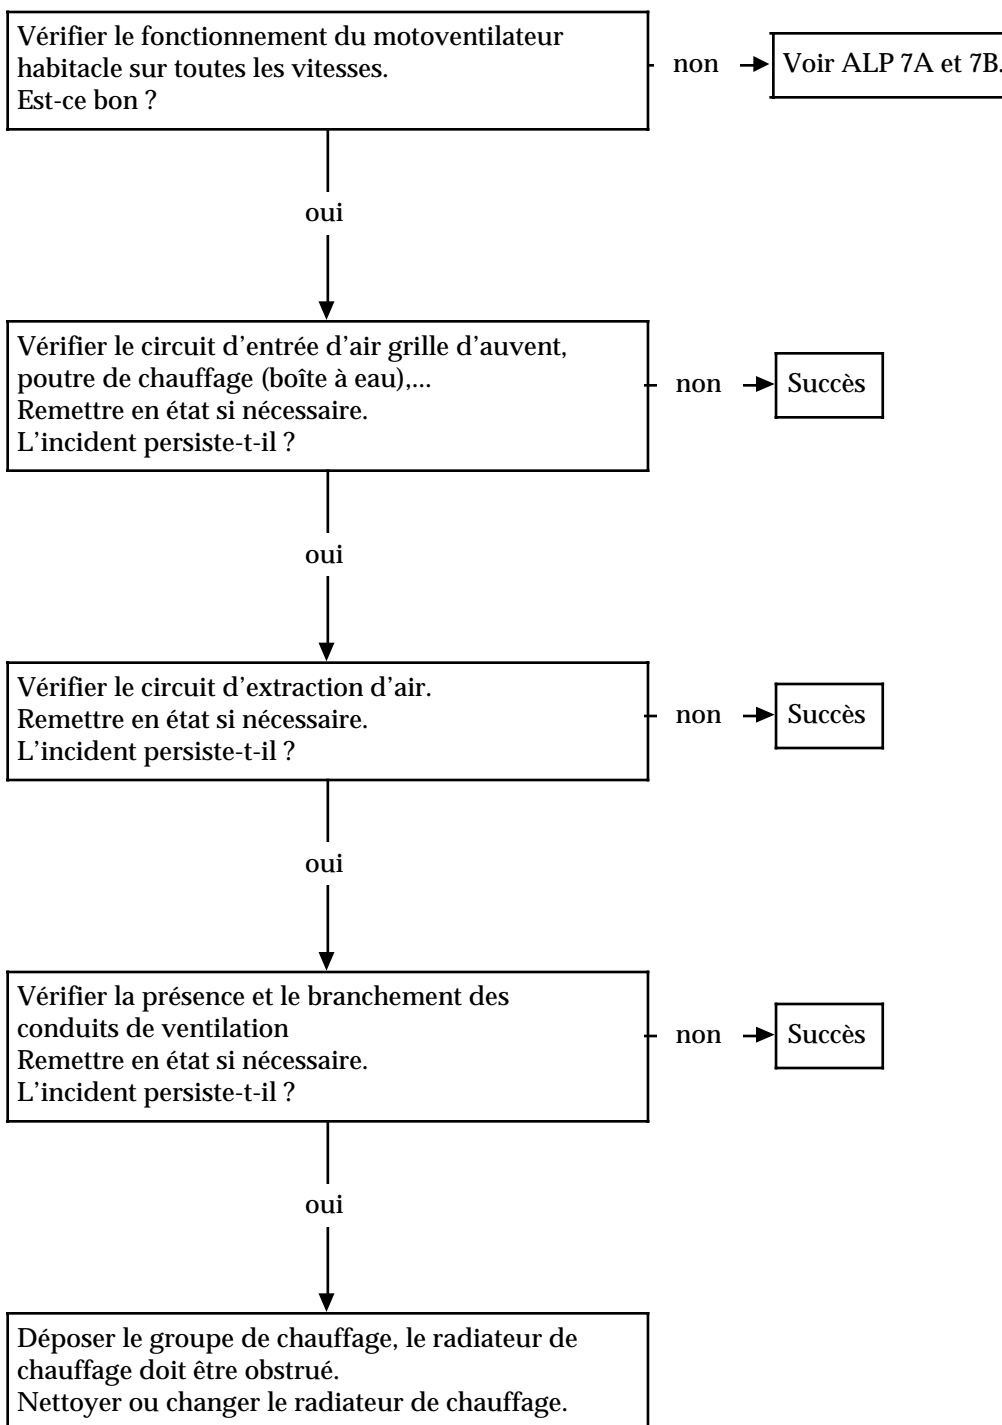 Vérifier le fonctionnement du motoventilateur
habitacle sur toutes les vitesses.
Est-ce bon ?
non
Voir ALP 7A et 7B.
oui
Vérifier le circuit d'entrée d'air grille d'auvent,
poutre de chauffage (boîte à eau),...
Remettre en état si nécessaire.
L'incident persiste-t-il ?
non
Succès
oui
Vérifier le circuit d'extraction d'air.
Remettre en état si nécessaire.
L'incident persiste-t-il ?
non
Succès
oui
Vérifier la présence et le branchement des
conduits de ventilation
Remettre en état si nécessaire.
L'incident persiste-t-il ?
non
Succès
oui
Déposer le groupe de chauffage, le radiateur de
chauffage doit être obstrué.
Nettoyer ou changer le radiateur de chauffage.